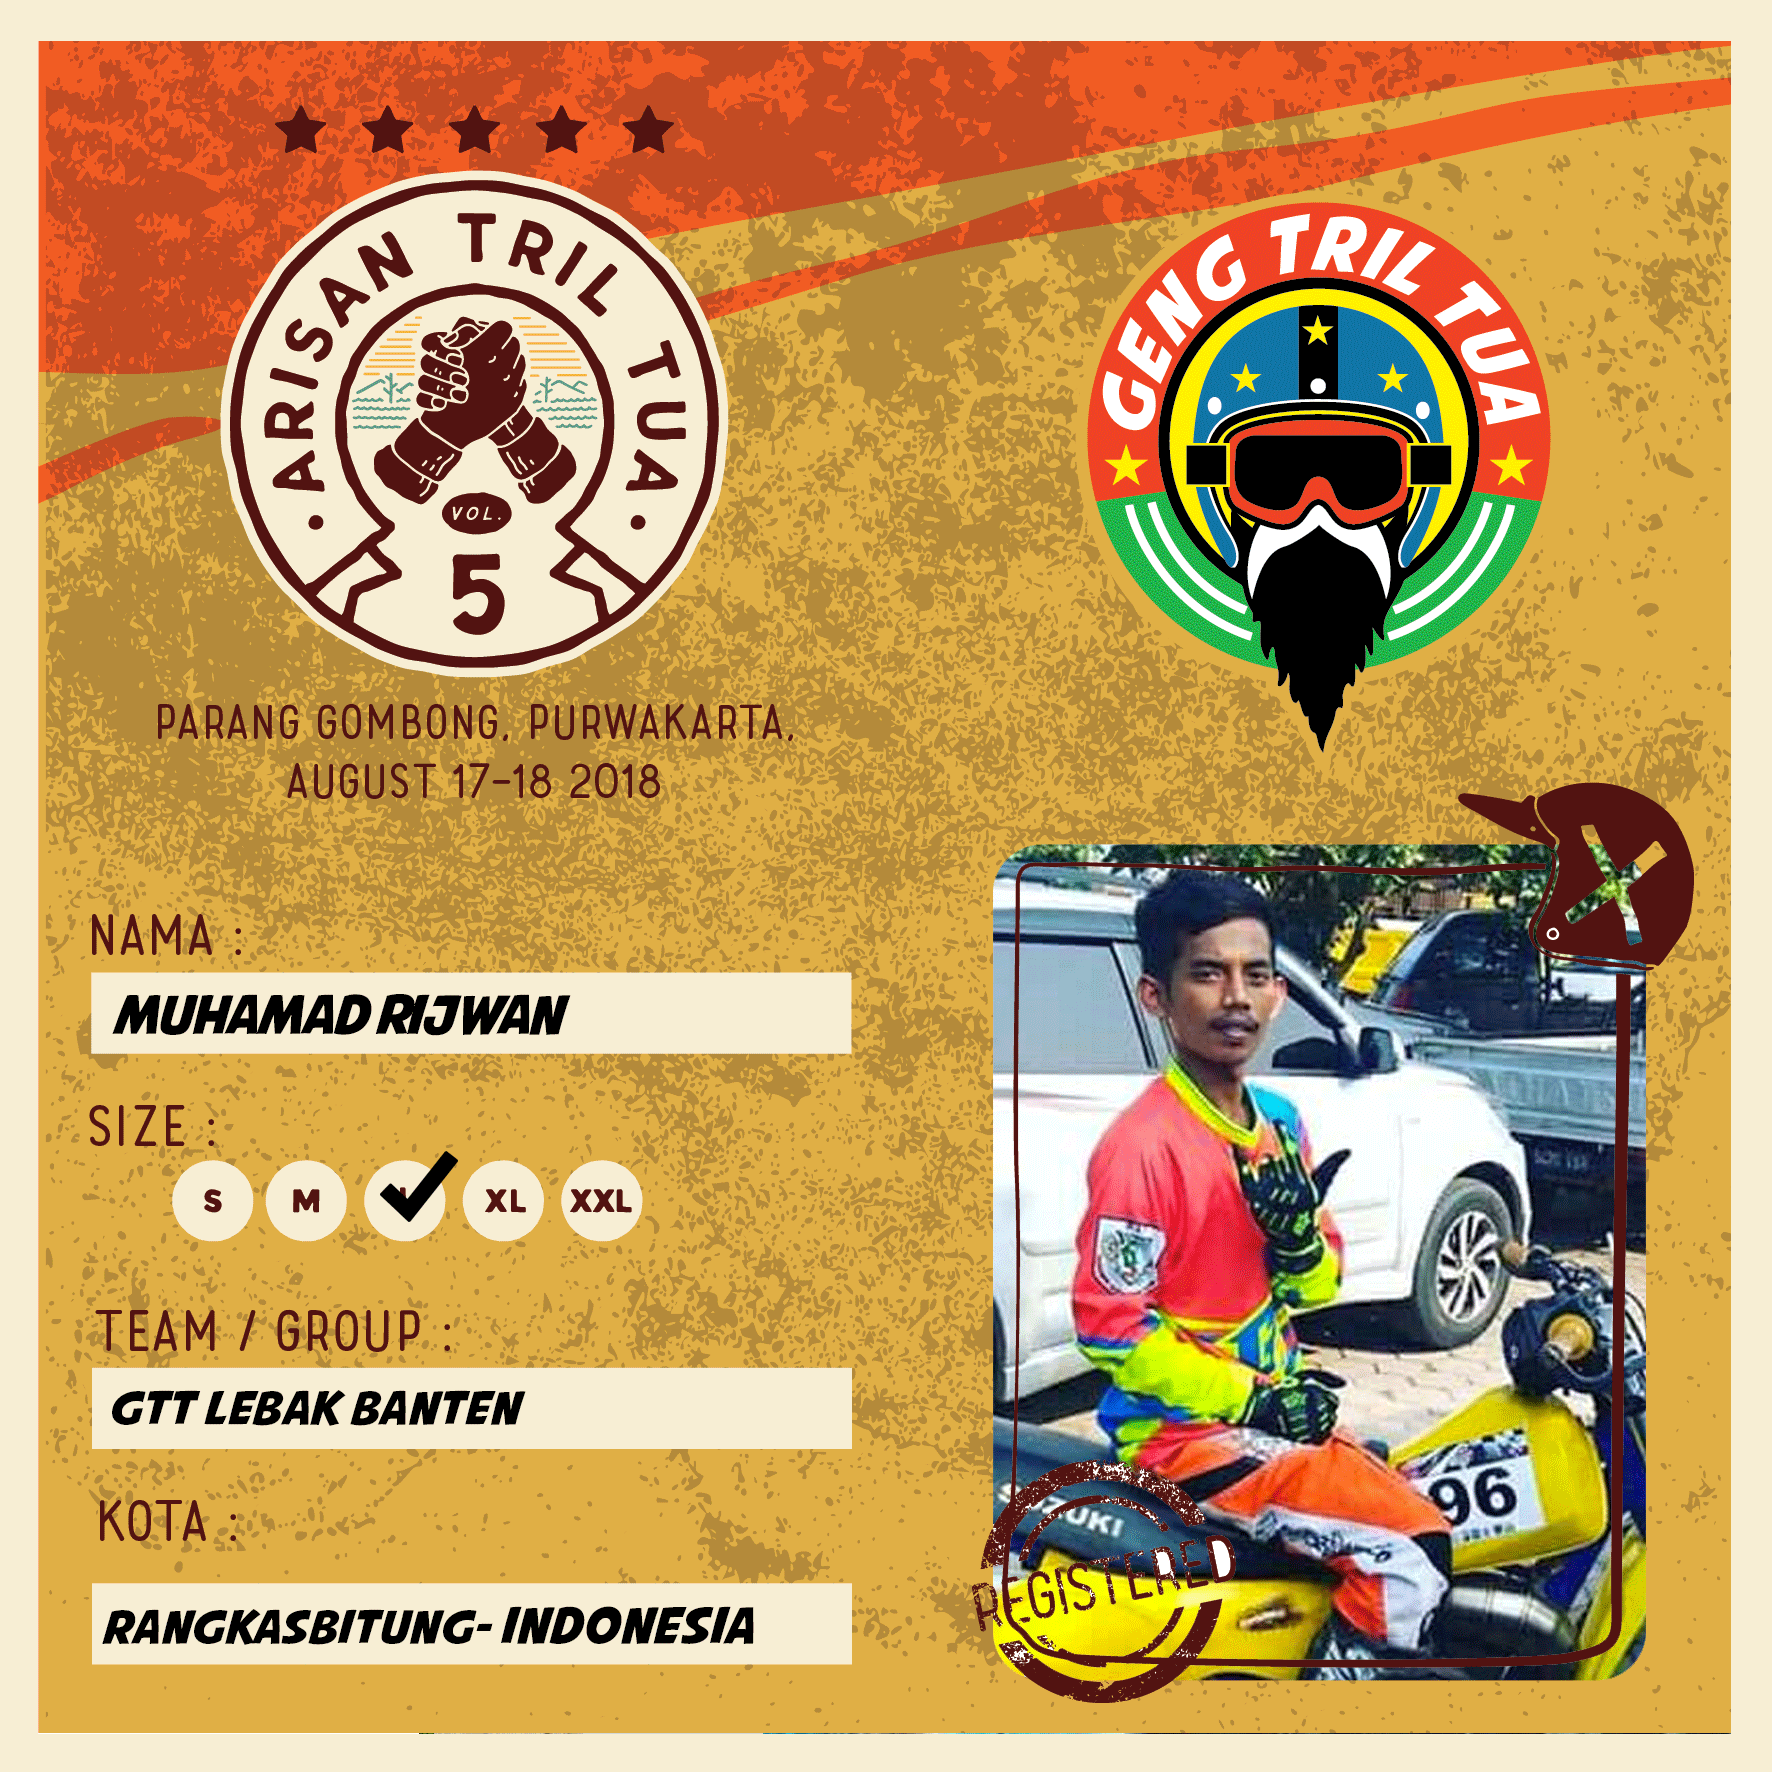 ARISAN TRIL TUA
VOL.
5
PARANG GOMBONG, PURWAKARTA,
AUGUST 17-18 2018
GENG TRIL TUA
NAMA :
MUHAMAD RIJWAN
SIZE :
S M L XL XXL
TEAM / GROUP :
GTT LEBAK BANTEN
KOTA :
RANGKASBITUNG- INDONESIA
SUZUKI
96
REGISTERED